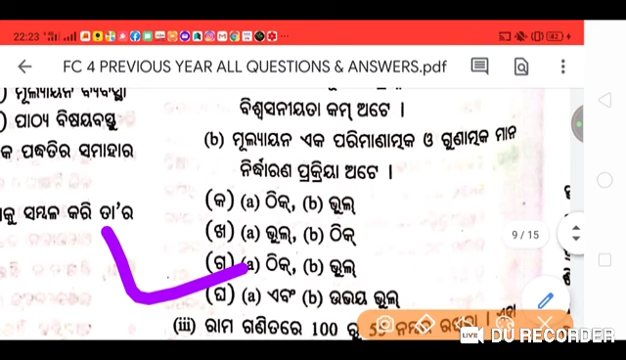 22:23
FC 4 PREVIOUS YEAR ALL QUESTIONS & ANSWERS.pdf
) ମୂଲ୍ୟାୟନ ବ୍ୟବସ୍ଥା
) ପାଠ୍ୟ ବିଷୟବସ୍ତୁ
କ ପଦ୍ଧତିର ସମାହାର
କୁ ସମ୍ବଳ କରି ତା'ର
ବିଶ୍ୱସନୀୟତା କମ୍ ଅଟେ ।
(b) ମୂଲ୍ୟାୟନ ଏକ ପରିମାଣାତ୍ମକ ଓ ଗୁଣାତ୍ମକ ମାନ
ନିର୍ଦ୍ଧାରଣ ପ୍ରକ୍ରିୟା ଅଟେ ।
(କ) (a) ଠିକ୍, (b) ଭୁଲ୍
(ଖ) (a) ଭୁଲ୍, (b) ଠିକ୍
(ଗ) (a) ଠିକ୍, (b) ଭୁଲ୍
(ଘ) (a) ଏବଂ (b) ଉଭୟ ଭୁଲ୍
(iii) ରାମ ଗଣିତରେ 100 ରୁ 55
9 / 15
LIVE DU RECORDER